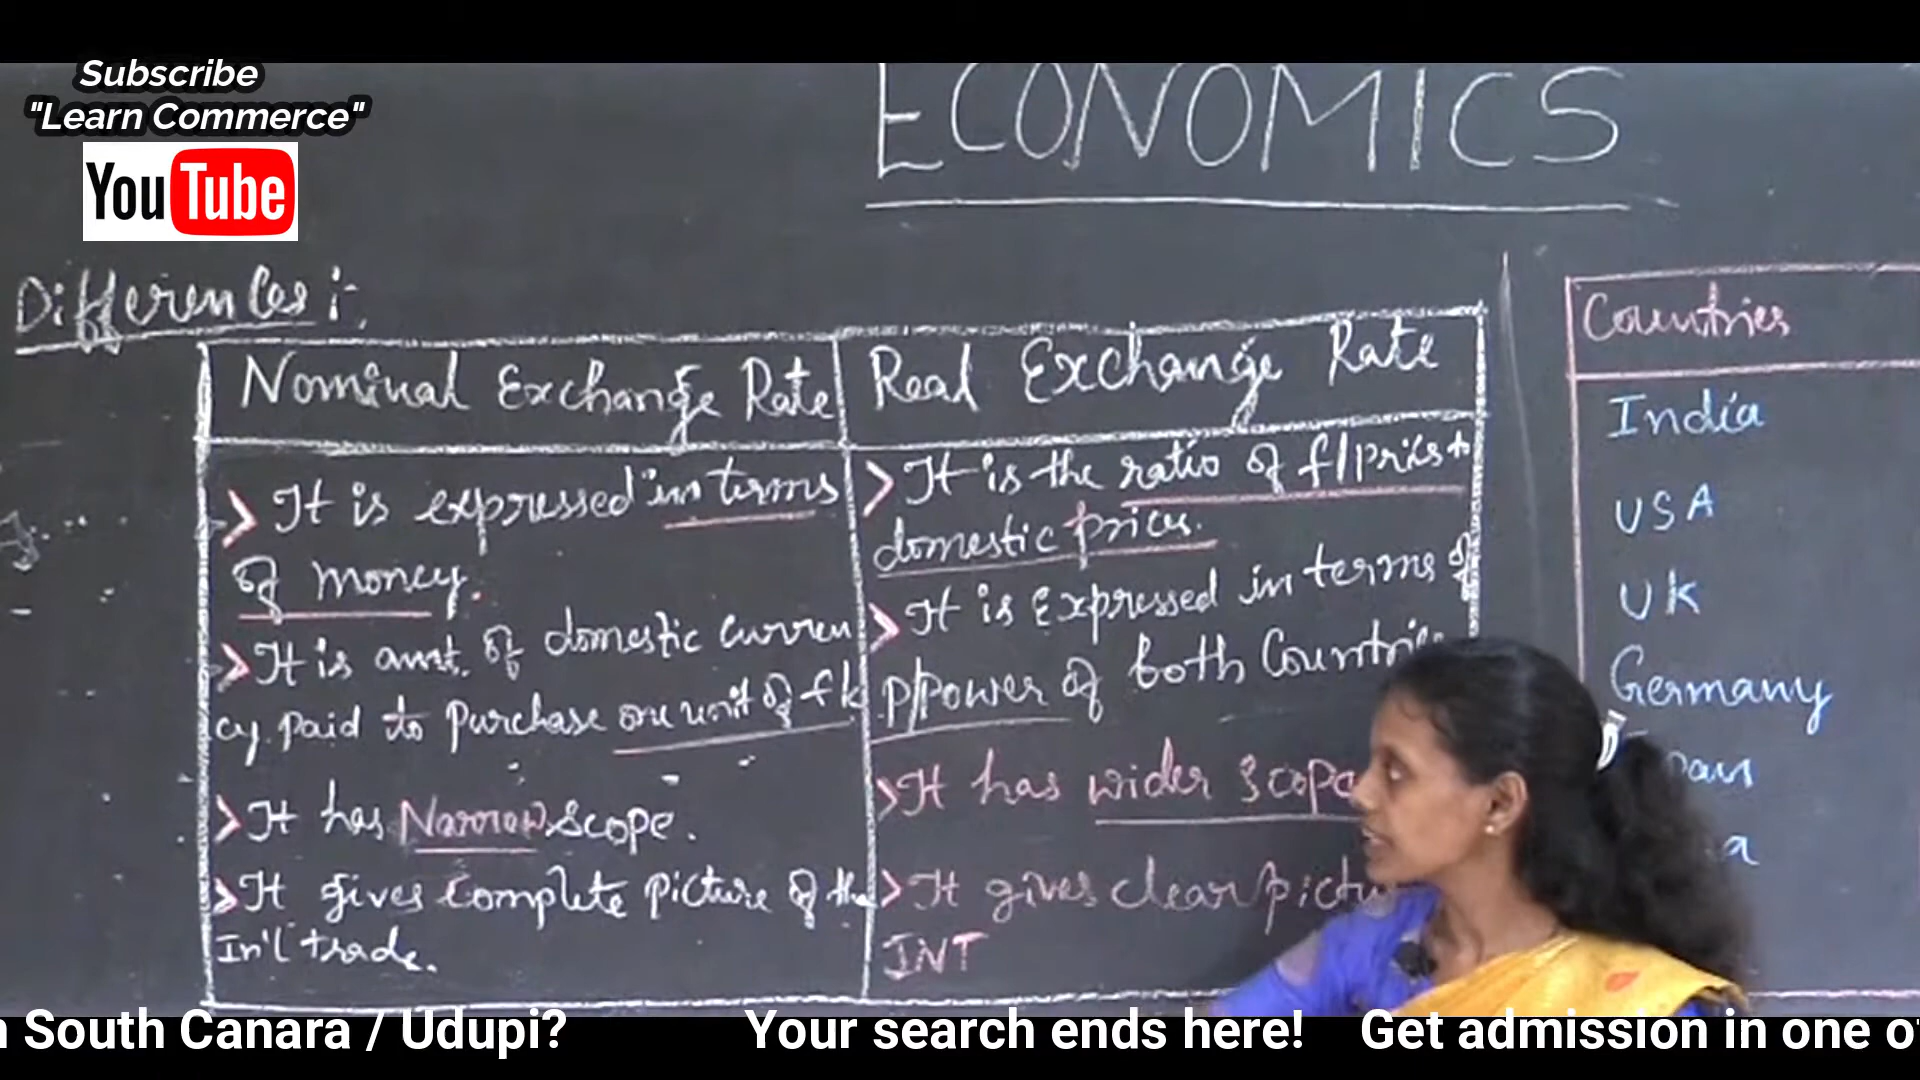 Subscribe
"Learn Commerce"
YouTube
ECONOMICS
Differences :-
Nominal Exchange Rate
> It is expressed in terms
of money.
> It is amt. of domestic curren
cy paid to purchase one unit of f
> It has Narrow scope.
> It gives complete picture of the
In'l trade.
Real Exchange Rate
> It is the ratio of f/prices to
domestic prices.
> It is Expressed in terms of
p/power of both Countries
> It has wider scope
> It gives clear pictu
INT
Countries
India
USA
UK
Germany
South Canara / Udupi? Your search ends here! Get admission in one o